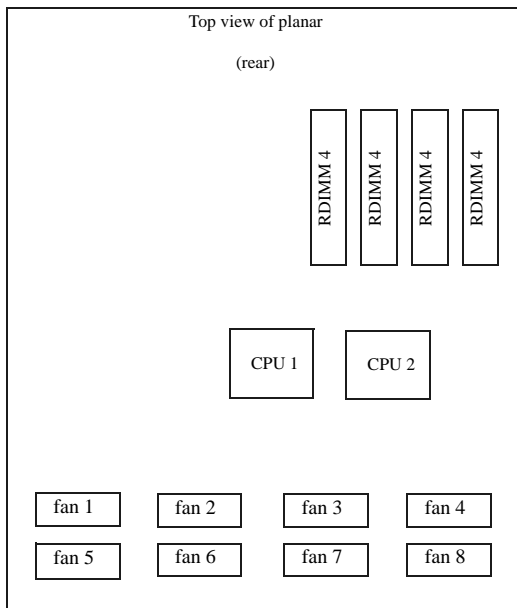 Top view of planar
(rear)
RDIMM 4
RDIMM 4
RDIMM 4
RDIMM 4
CPU 1
CPU 2
fan 1
fan 2
fan 3
fan 4
fan 5
fan 6
fan 7
fan 8